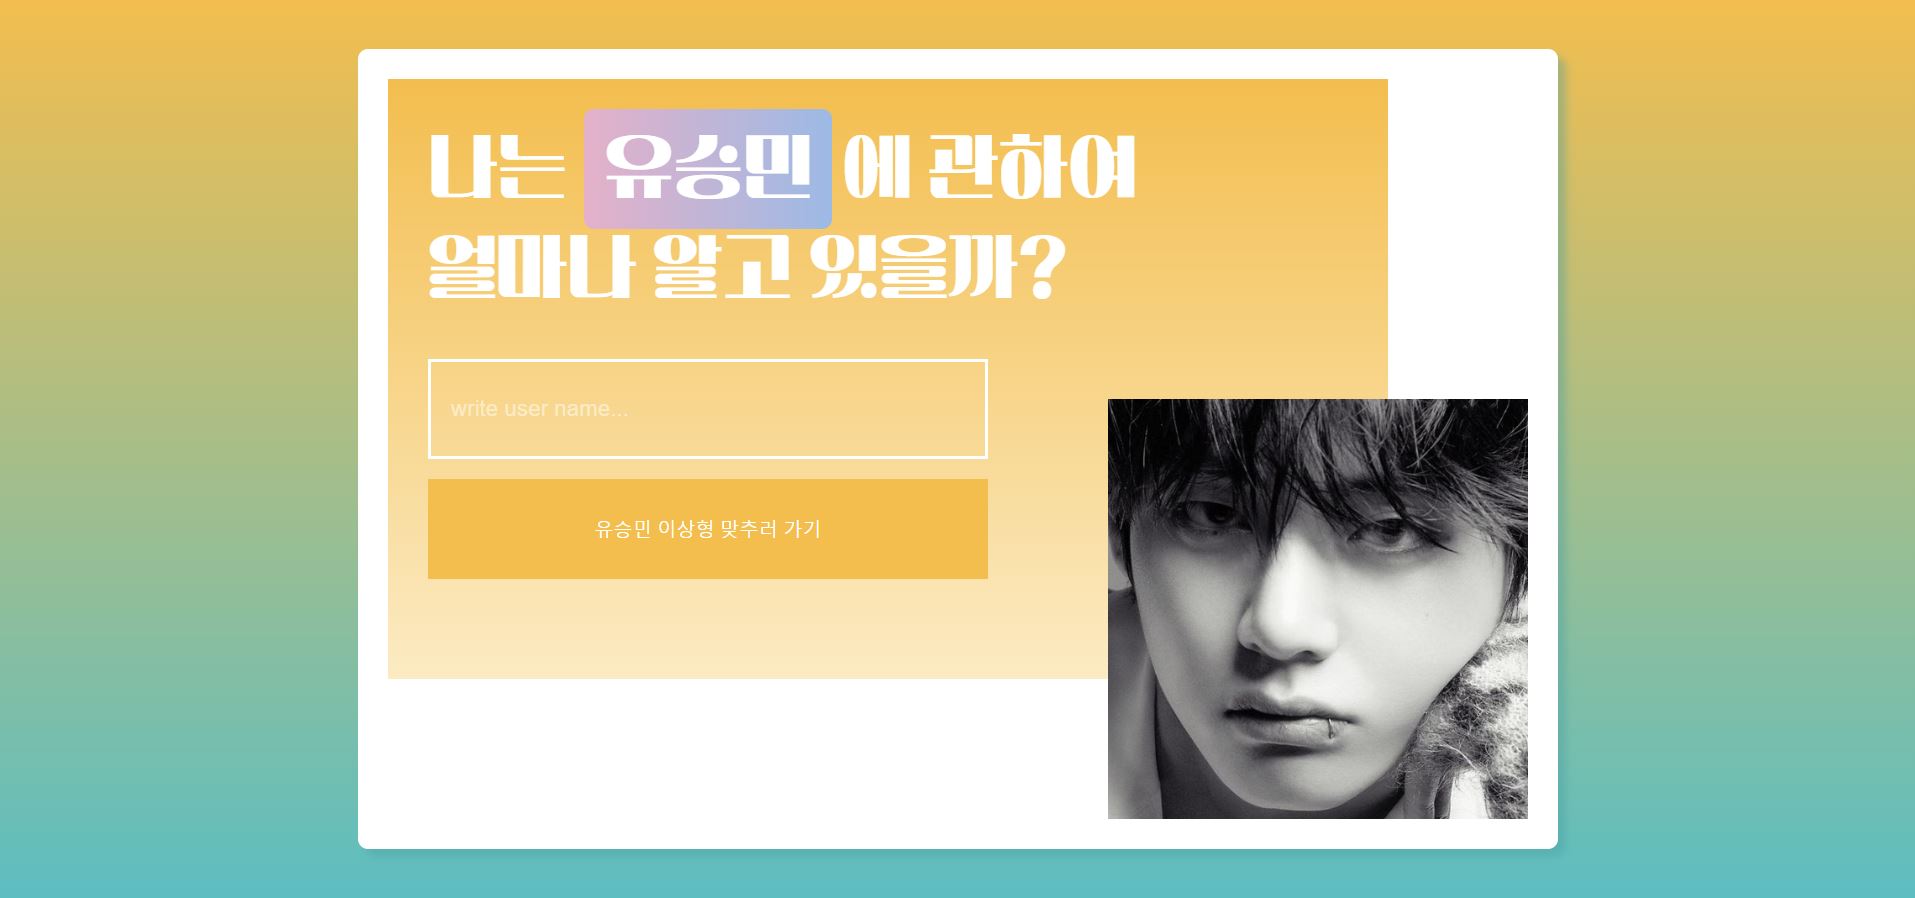 나는 유승민 에 관하여
얼마나 알고 있을까?
write user name...
유승민 이상형 맞추러 가기